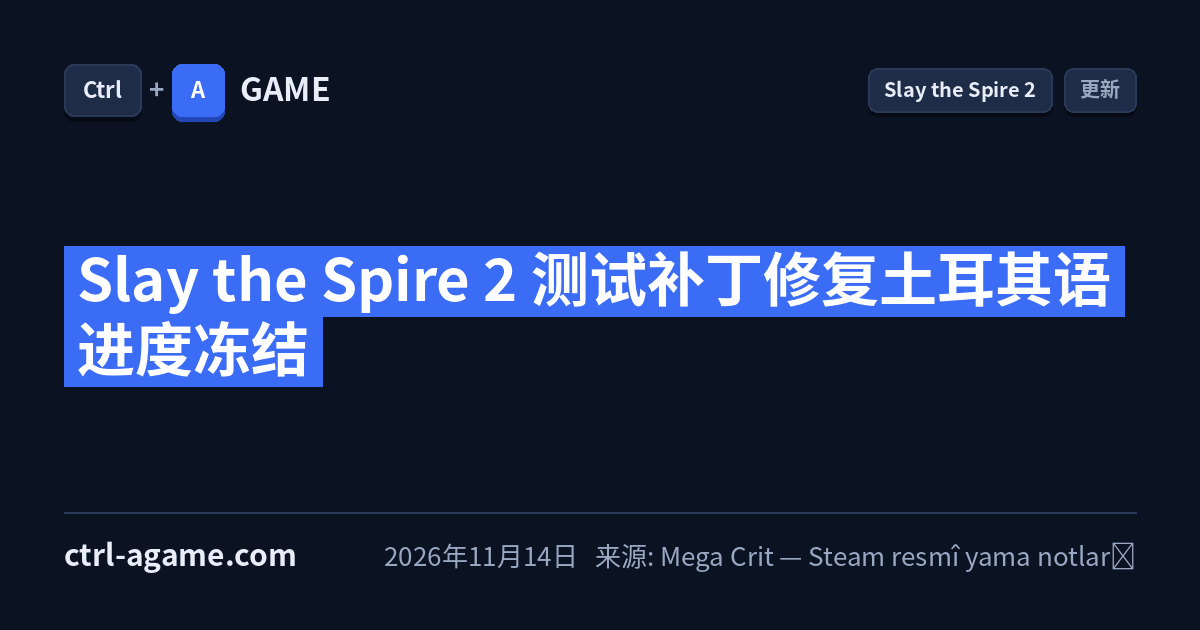 Ctrl + A GAME
Slay the Spire 2 更新
Slay the Spire 2 测试补丁修复土耳其语
进度冻结
ctrl-agame.com
2026年11月14日 来源: Mega Crit — Steam resmî yama